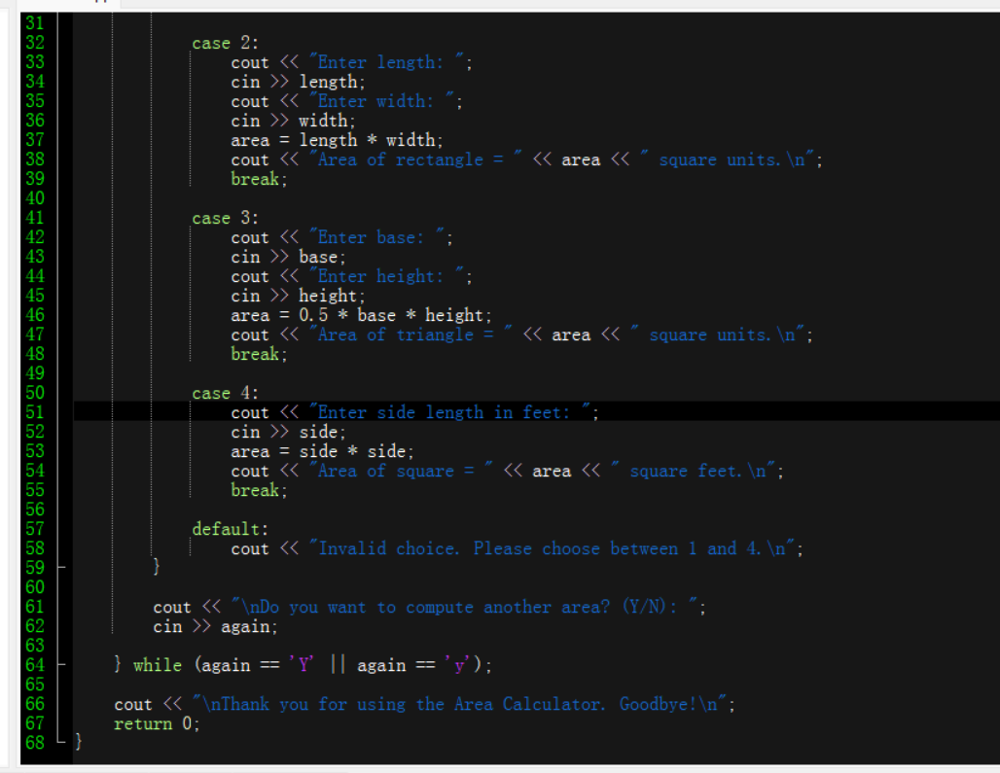 31
32 case 2:
33 cout << "Enter length: ";
34 cin >> length;
35 cout << "Enter width: ";
36 cin >> width;
37 area = length * width;
38 cout << "Area of rectangle = " << area << " square units.\n";
39 break;
40
41 case 3:
42 cout << "Enter base: ";
43 cin >> base;
44 cout << "Enter height: ";
45 cin >> height;
46 area = 0.5 * base * height;
47 cout << "Area of triangle = " << area << " square units.\n";
48 break;
49
50 case 4:
51 cout << "Enter side length in feet: ";
52 cin >> side;
53 area = side * side;
54 cout << "Area of square = " << area << " square feet.\n";
55 break;
56
57 default:
58 cout << "Invalid choice. Please choose between 1 and 4.\n";
59 }
60
61 cout << "\nDo you want to compute another area? (Y/N): ";
62 cin >> again;
63
64 } while (again == 'Y' || again == 'y');
65
66 cout << "\nThank you for using the Area Calculator. Goodbye!\n";
67 return 0;
68 }